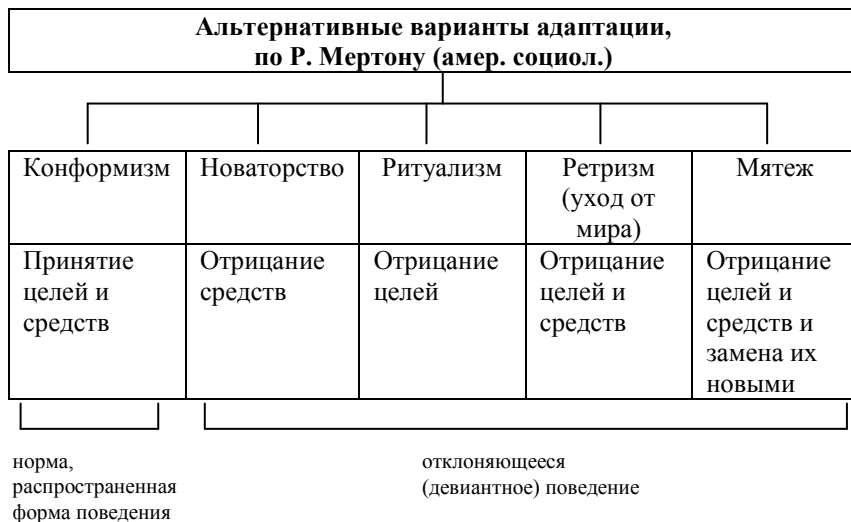 Альтернативные варианты адаптации,
по Р. Мертону (амер. социол.)
Конформизм
Новаторство
Ритуализм
Ретризм
(уход от
мира)
Мятеж
Принятие
целей и
средств
Отрицание
средств
Отрицание
целей
Отрицание
целей и
средств
Отрицание
целей и
средств и
замена их
новыми
норма,
распространенная
форма поведения
отклоняющееся
(девиантное) поведение